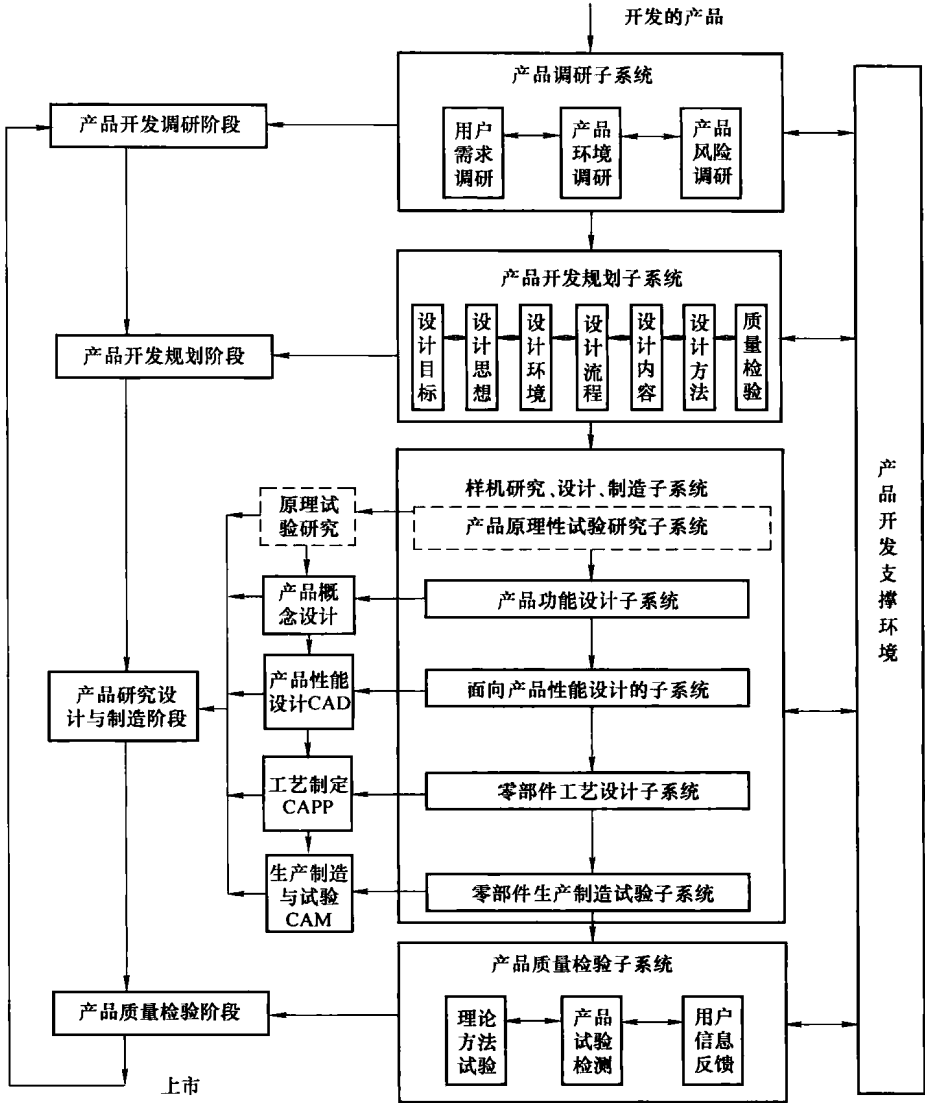 开发的产品
产品调研子系统
用户
需求
调研
产品
环境
调研
产品
风险
调研
产品开发调研阶段
产品开发规划子系统
设计目标
设计思想
设计环境
设计流程
设计内容
设计方法
质量检验
产品开发规划阶段
样机研究、设计、制造子系统
产品原理性试验研究子系统
原理试
验研究
产品功能设计子系统
产品概
念设计
面向产品性能设计的子系统
产品性能
设计CAD
产品研究设
计与制造阶段
零部件工艺设计子系统
工艺制定
CAPP
零部件生产制造试验子系统
生产制造
与试验
CAM
产品质量检验子系统
理论
方法
试验
产品
试验
检测
用户
信息
反馈
产品质量检验阶段
上市
产品开发支撑环境